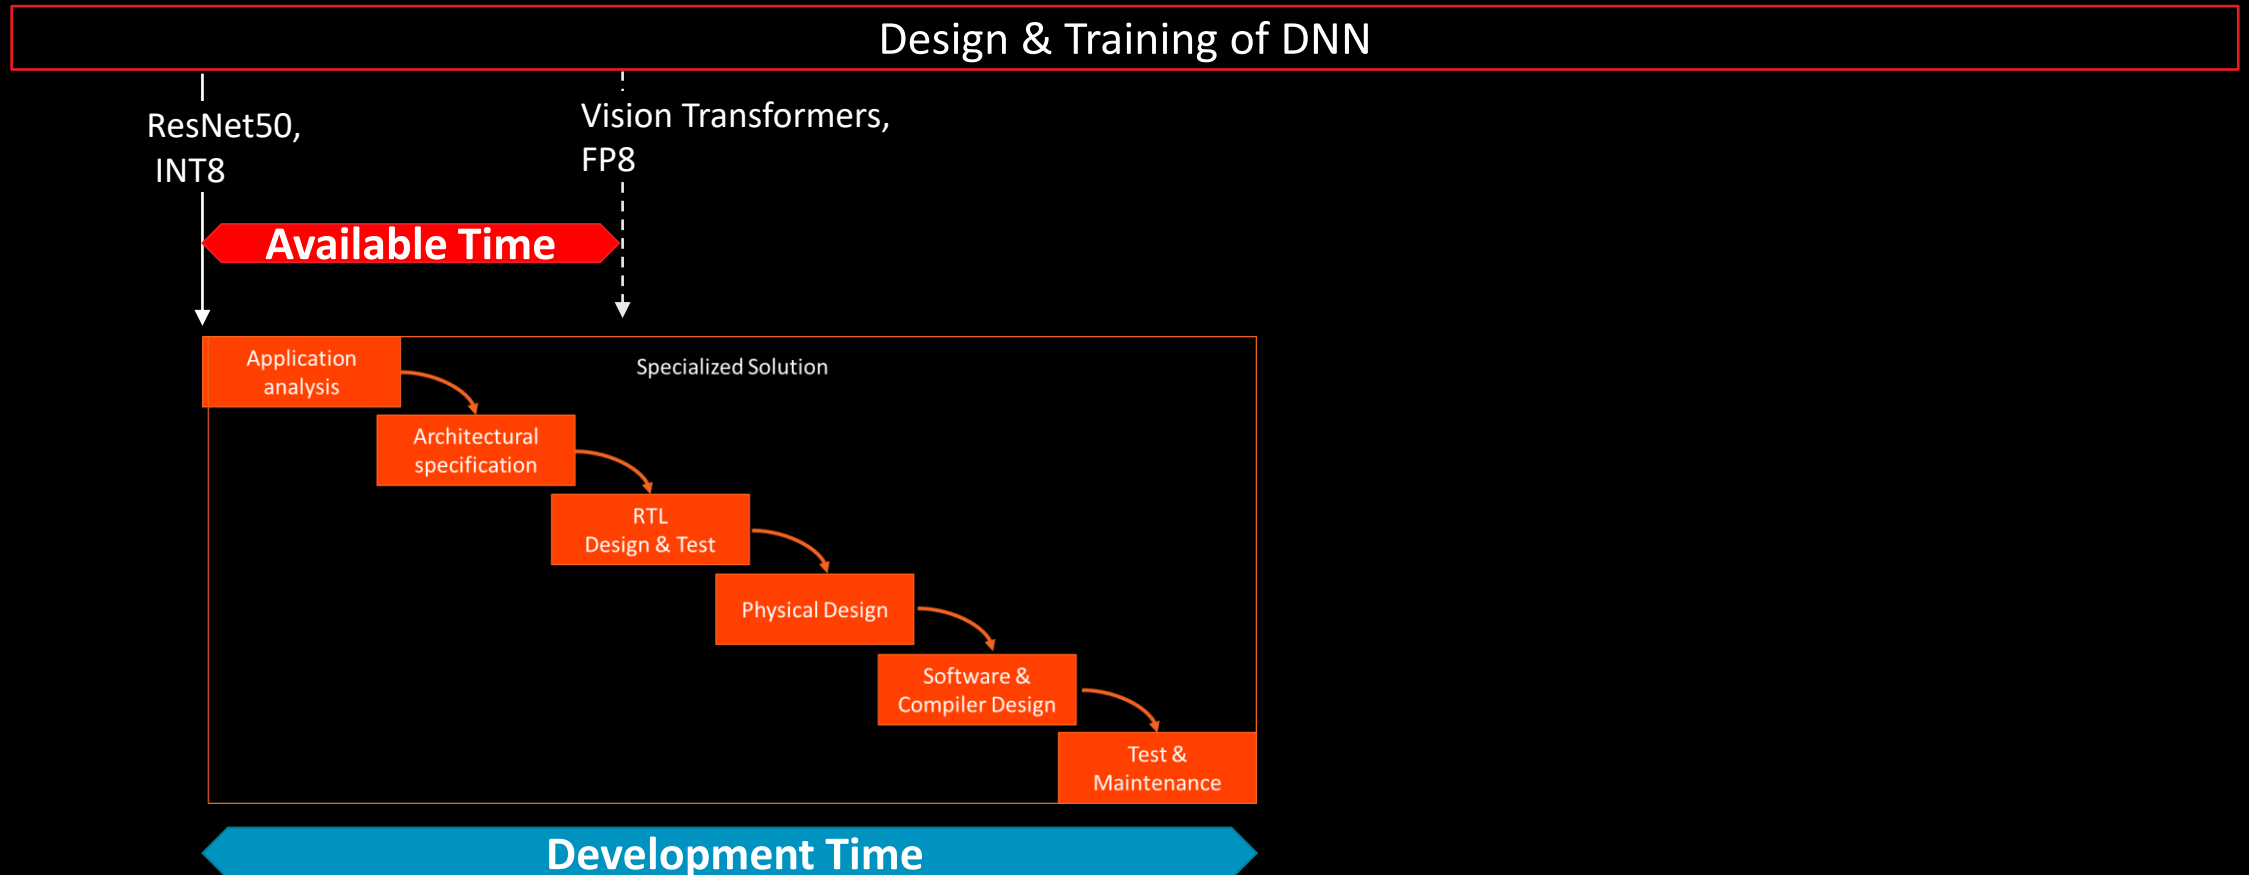 Design & Training of DNN
ResNet50,
INT8
Vision Transformers,
FP8
Available Time
Application
analysis
Specialized Solution
Architectural
specification
RTL
Design & Test
Physical Design
Software &
Compiler Design
Test &
Maintenance
Development Time